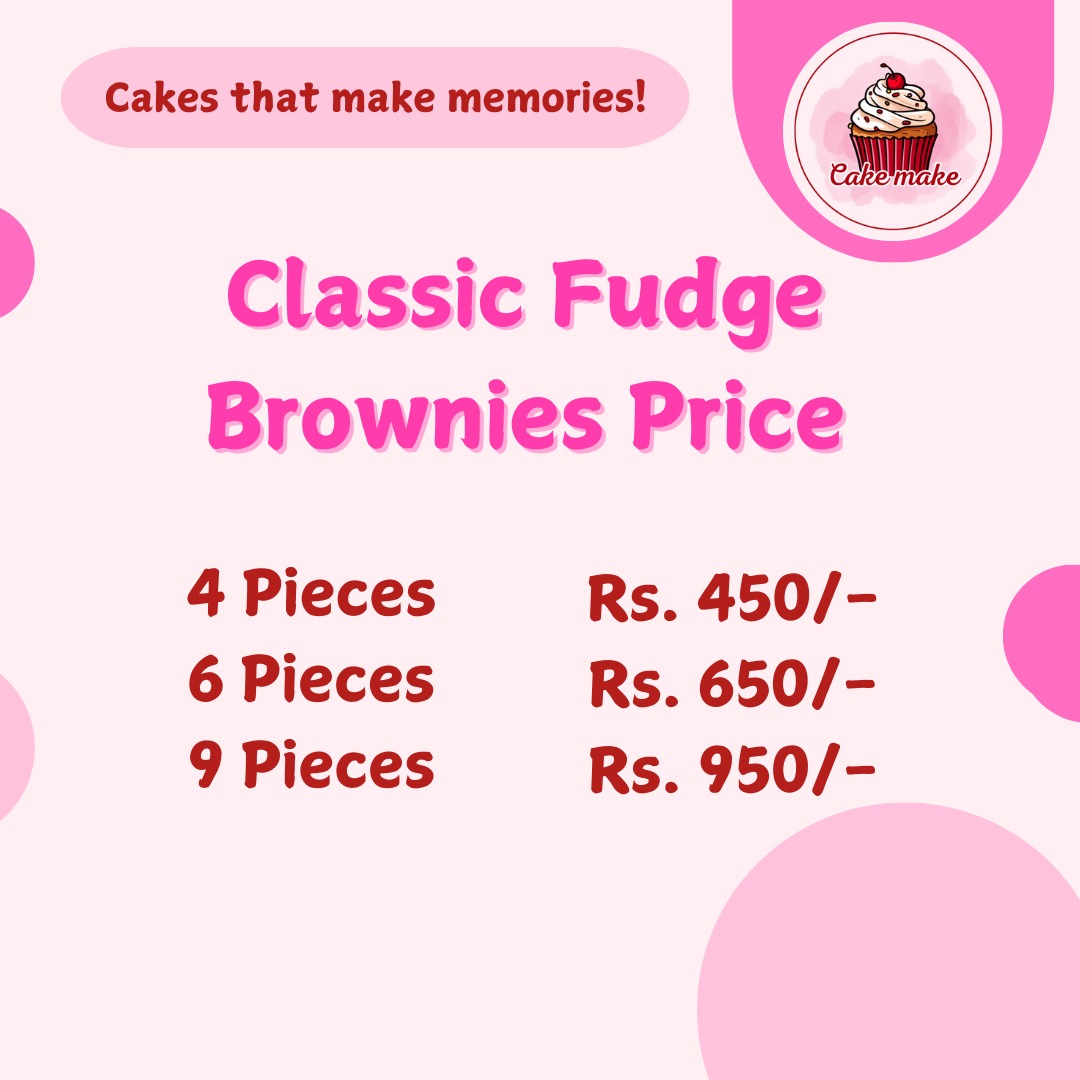 Cakes that make memories!
Cake make
Classic Fudge
Brownies Price
4 Pieces Rs. 450/-
6 Pieces Rs. 650/-
9 Pieces Rs. 950/-